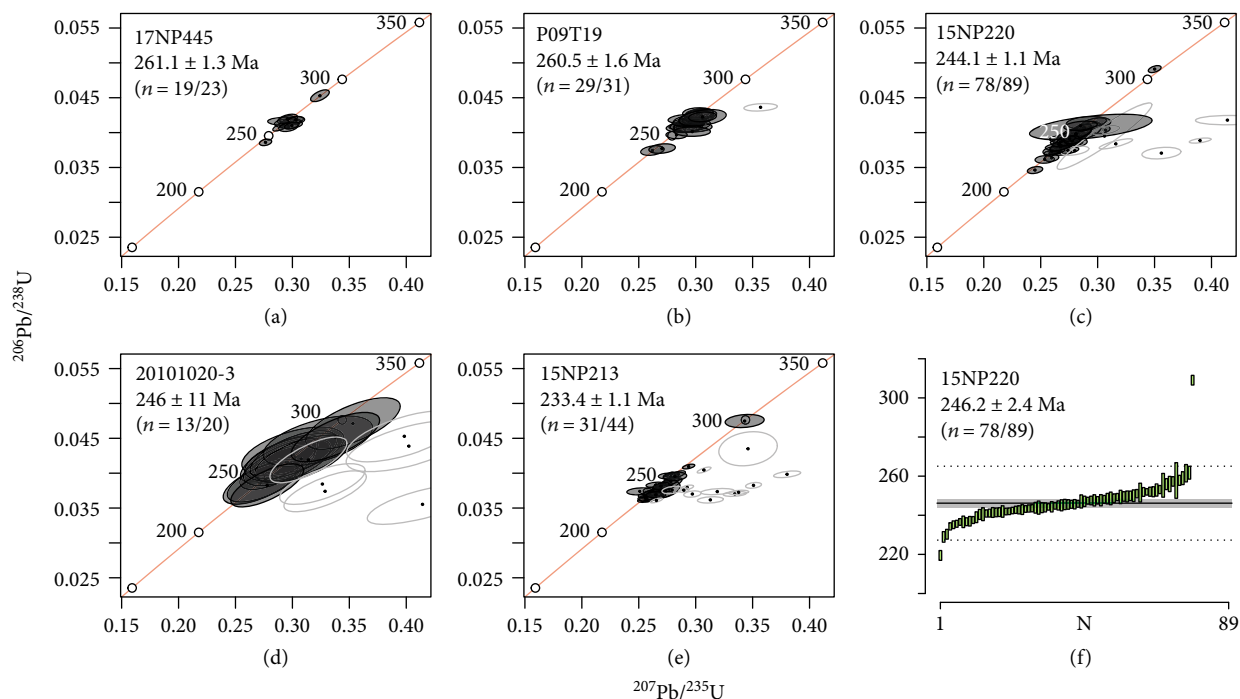 ²⁰⁶Pb/²³⁸U
0.055
0.045
0.035
0.025
17NP445
261.1 ± 1.3 Ma
(n = 19/23)
350
300
250
200
0.15 0.20 0.25 0.30 0.35 0.40
(a)
0.055
0.045
0.035
0.025
P09T19
260.5 ± 1.6 Ma
(n = 29/31)
350
300
250
200
0.15 0.20 0.25 0.30 0.35 0.40
(b)
0.055
0.045
0.035
0.025
15NP220
244.1 ± 1.1 Ma
(n = 78/89)
350
300
250
200
0.15 0.20 0.25 0.30 0.35 0.40
(c)
0.055
0.045
0.035
0.025
20101020-3
246 ± 11 Ma
(n = 13/20)
350
300
250
200
0.15 0.20 0.25 0.30 0.35 0.40
(d)
0.055
0.045
0.035
0.025
15NP213
233.4 ± 1.1 Ma
(n = 31/44)
350
300
250
200
0.15 0.20 0.25 0.30 0.35 0.40
(e)
300
260
220
15NP220
246.2 ± 2.4 Ma
(n = 78/89)
1 N 89
(f)
²⁰⁷Pb/²³⁵U